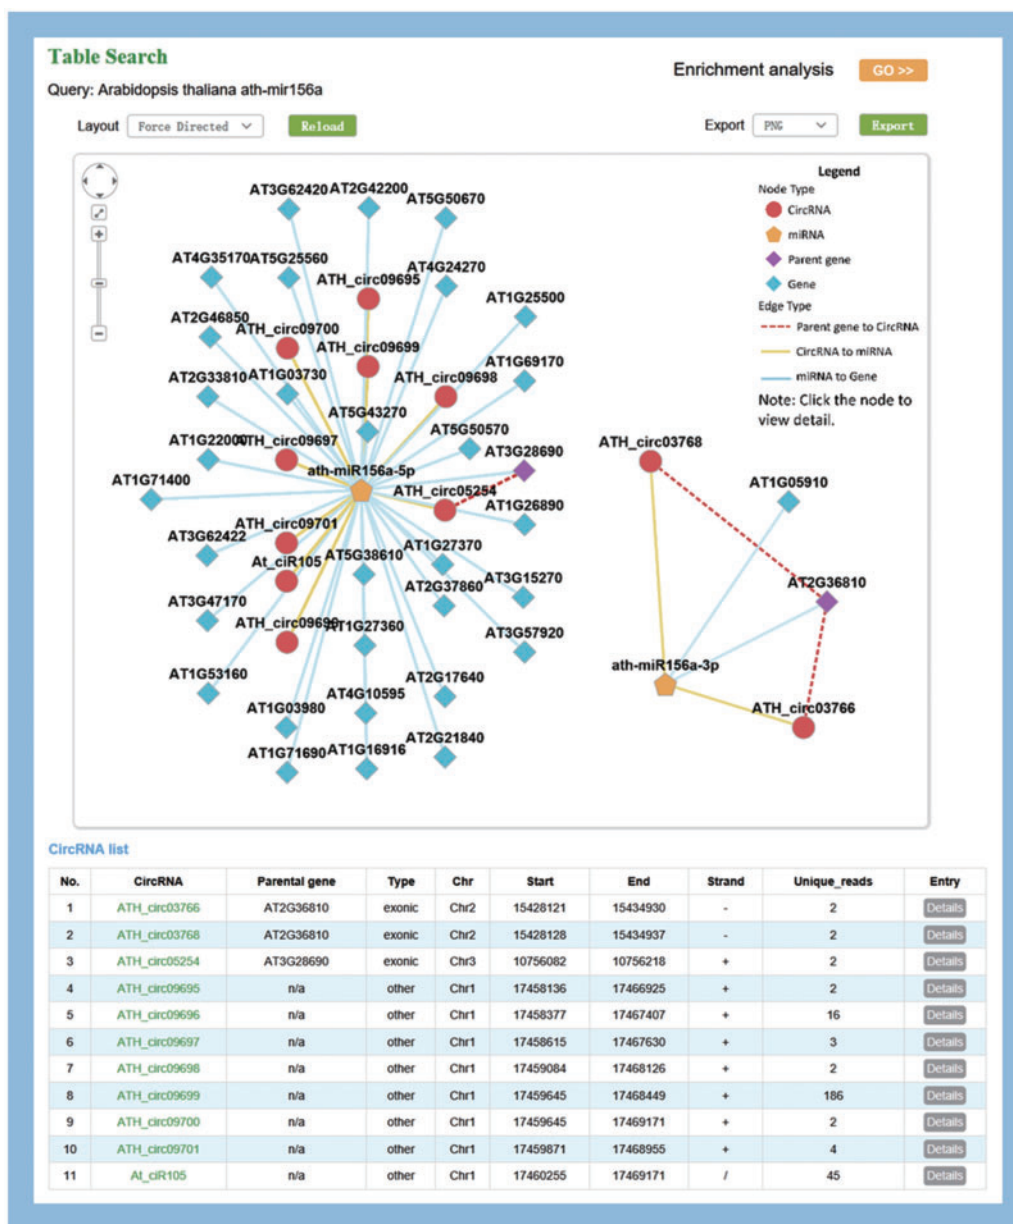 Table Search
Enrichment analysis GO >>
Query: Arabidopsis thaliana ath-mir156a
Layout Force Directed Reload Export PNG Export
Legend
Node Type
CircRNA
miRNA
Parent gene
Gene
Edge Type
Parent gene to CircRNA
CircRNA to miRNA
miRNA to Gene
Note: Click the node to
view detail.
AT3G62420 AT2G42200
AT5G50670
AT4G35170 AT5G25560
ATH_circ09695
AT4G24270
AT1G25500
AT2G46850
ATH_circ09700
ATH_circ09699
AT1G69170
AT2G33810 AT1G03730
ATH_circ09698
AT5G43270
AT5G50570
AT1G22000
ATH_circ09697
AT3G28690
ath-miR156a-5p
AT1G71400
ATH_circ05254
AT1G26890
ATH_circ09701
AT3G62422
AT5G38610
AT1G27370
At_ciR105
AT2G37860
AT3G15270
AT3G47170
ATH_circ09696
AT1G27360
AT3G57920
AT1G53160
AT4G10595
AT2G17640
AT1G03980
AT2G21840
AT1G71690 AT1G16916
ATH_circ03768
AT1G05910
AT2G36810
ath-miR156a-3p
ATH_circ03766
CircRNA list
No. CircRNA Parental gene Type Chr Start End Strand Unique_reads Entry
1 ATH_circ03766 AT2G36810 exonic Chr2 15428121 15434930 - 2 Details
2 ATH_circ03768 AT2G36810 exonic Chr2 15428128 15434937 - 2 Details
3 ATH_circ05254 AT3G28690 exonic Chr3 10756082 10756218 + 2 Details
4 ATH_circ09695 n/a other Chr1 17458136 17466925 + 2 Details
5 ATH_circ09696 n/a other Chr1 17458377 17467407 + 16 Details
6 ATH_circ09697 n/a other Chr1 17458615 17467630 + 3 Details
7 ATH_circ09698 n/a other Chr1 17459084 17468126 + 2 Details
8 ATH_circ09699 n/a other Chr1 17459645 17468449 + 186 Details
9 ATH_circ09700 n/a other Chr1 17459645 17469171 + 2 Details
10 ATH_circ09701 n/a other Chr1 17459871 17468955 + 4 Details
11 At_ciR105 n/a other Chr1 17460255 17469171 / 45 Details